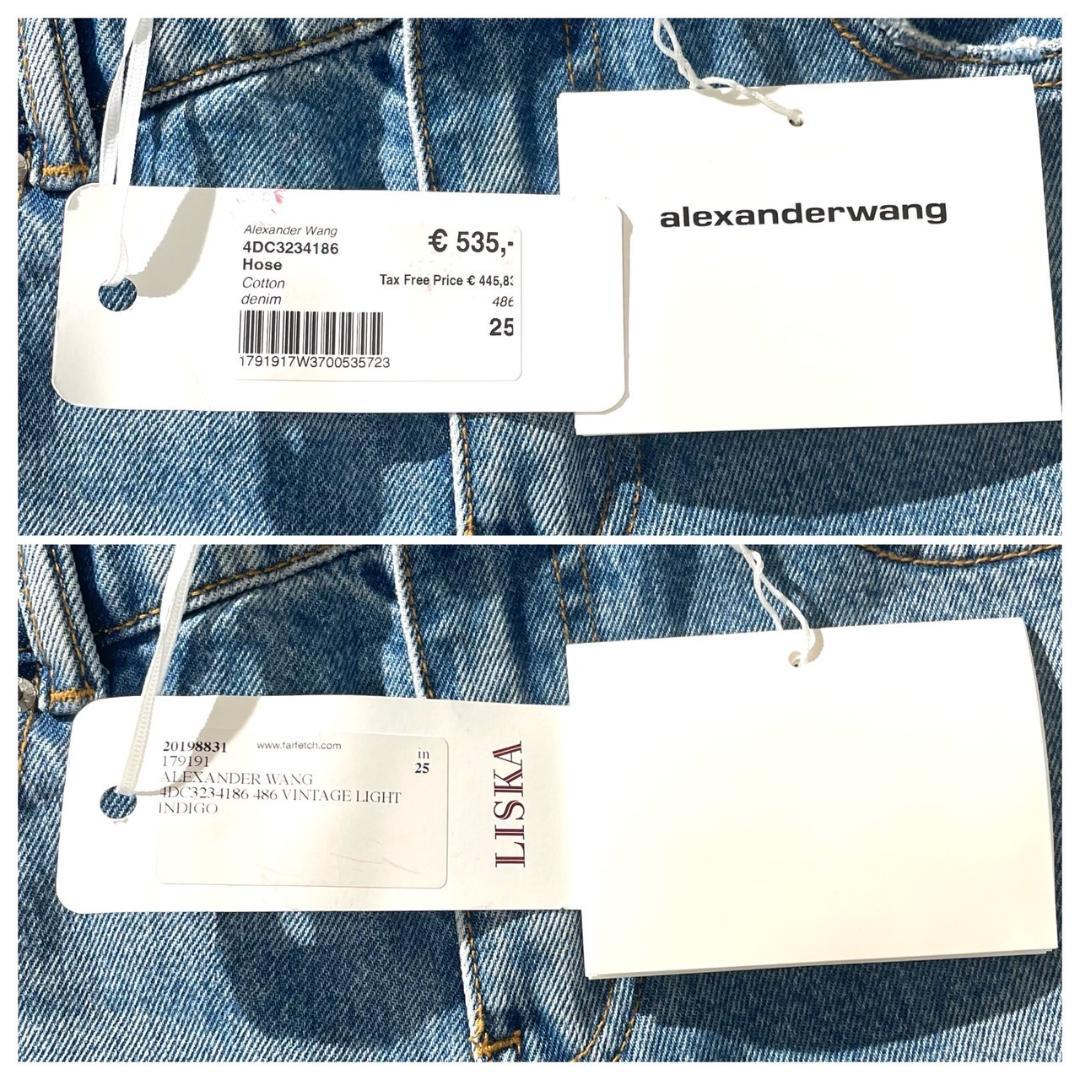 Alexander Wang
€ 535,-
4DC3234186
Hose
Cotton
Tax Free Price € 445,83
denim
486
25
1791917W3700535723
alexanderwang
20198831
www.farfetch.com
in
25
179191
ALEXANDER WANG
4DC3234186 486 VINTAGE LIGHT
INDIGO
LISKA